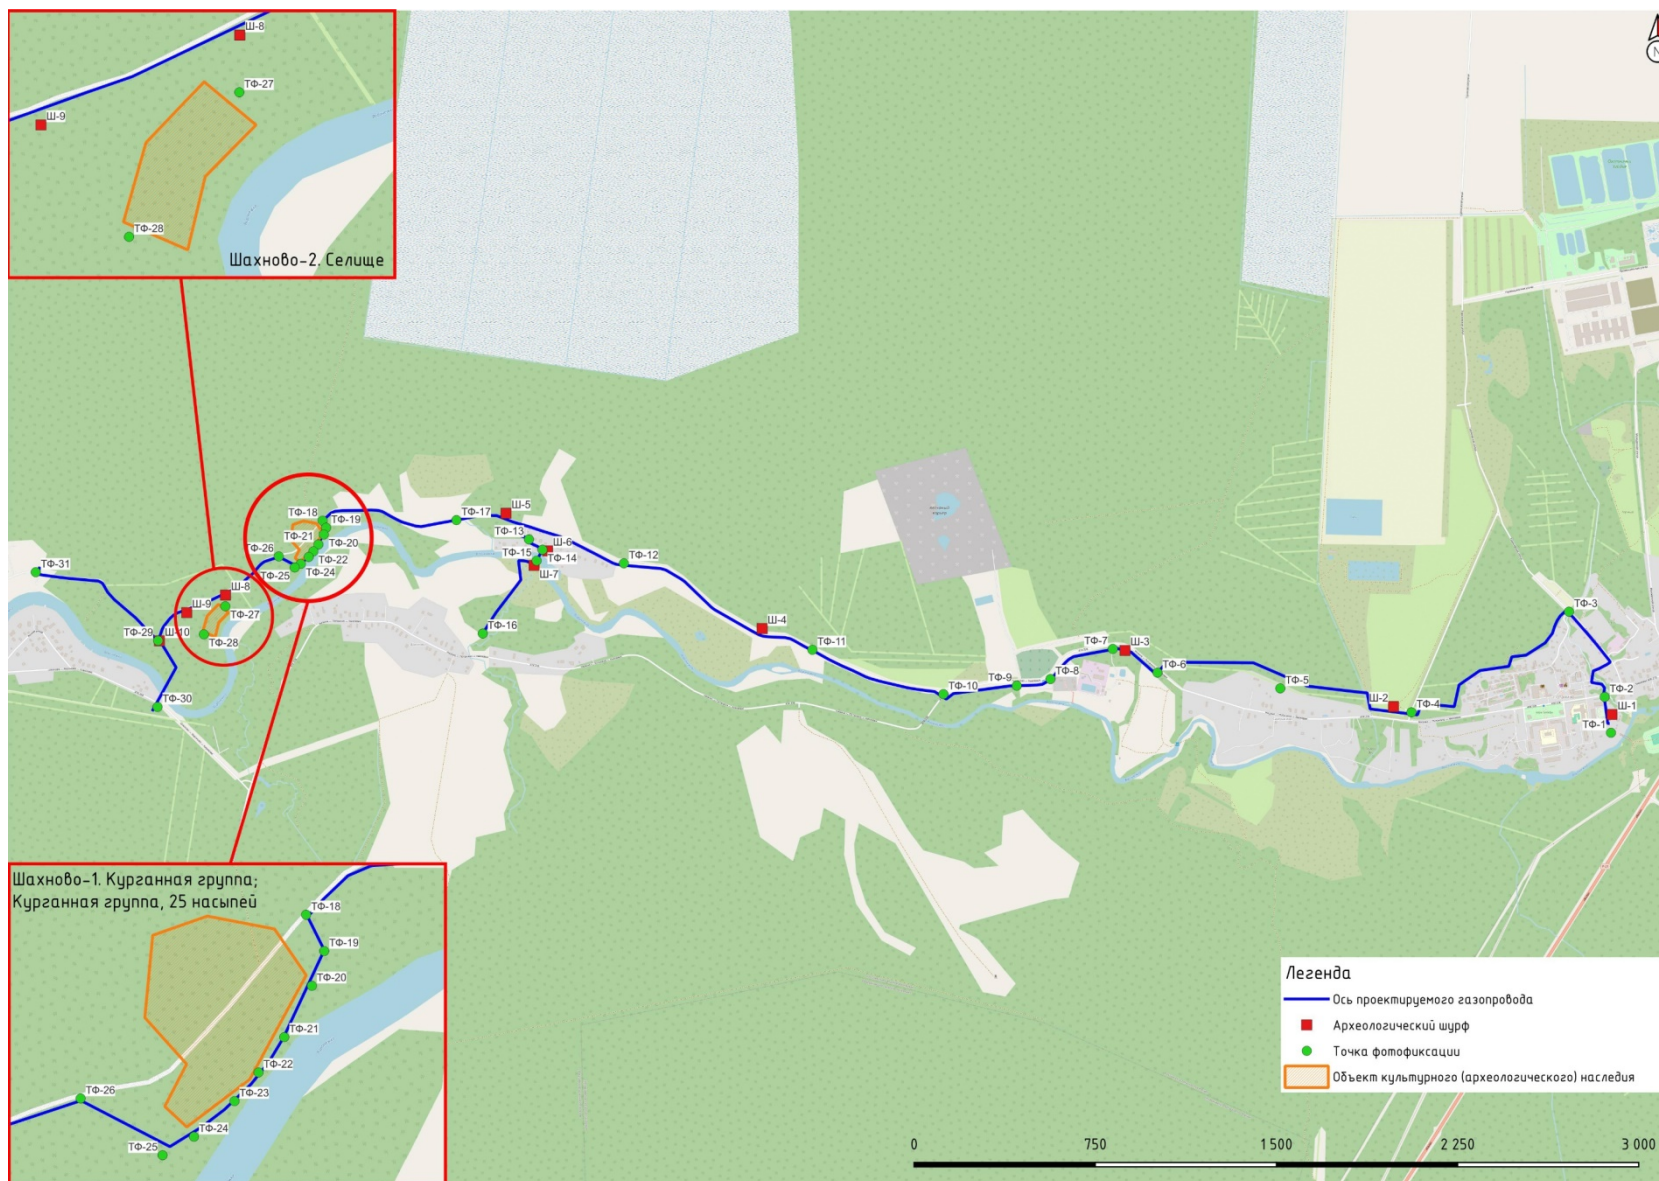 Ш-8
ТФ-27
Ш-9
ТФ-28
Шахново-2. Селище
ТФ-18
ТФ-19
ТФ-21
ТФ-20
ТФ-22
ТФ-26
ТФ-25
ТФ-24
ТФ-17
Ш-5
ТФ-13
Ш-6
ТФ-15
ТФ-14
Ш-7
ТФ-12
ТФ-16
ТФ-31
Ш-8
Ш-9
ТФ-27
ТФ-29
Ш-10
ТФ-28
ТФ-30
Ш-4
ТФ-11
ТФ-10
ТФ-9
ТФ-8
ТФ-7
Ш-3
ТФ-6
ТФ-5
Ш-2
ТФ-4
ТФ-3
ТФ-2
Ш-1
ТФ-1
Шахново-1. Курганная группа;
Курганная группа, 25 насыпей
ТФ-18
ТФ-19
ТФ-20
ТФ-21
ТФ-22
ТФ-23
ТФ-24
ТФ-25
ТФ-26
Легенда
Ось проектируемого газопровода
Археологический шурф
Точка фотофиксации
Объект культурного (археологического) наследия
0 750 1 500 2 250 3 000